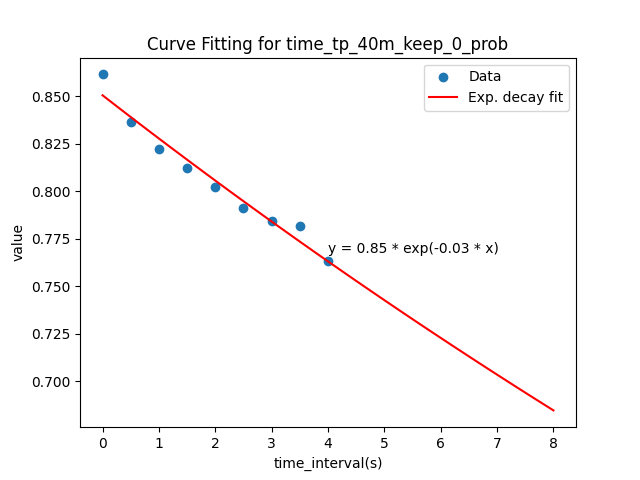 Curve Fitting for time_tp_40m_keep_0_prob
Data
Exp. decay fit
y = 0.85 * exp(-0.03 * x)
value
0.850
0.825
0.800
0.775
0.750
0.725
0.700
0 1 2 3 4 5 6 7 8
time_interval(s)